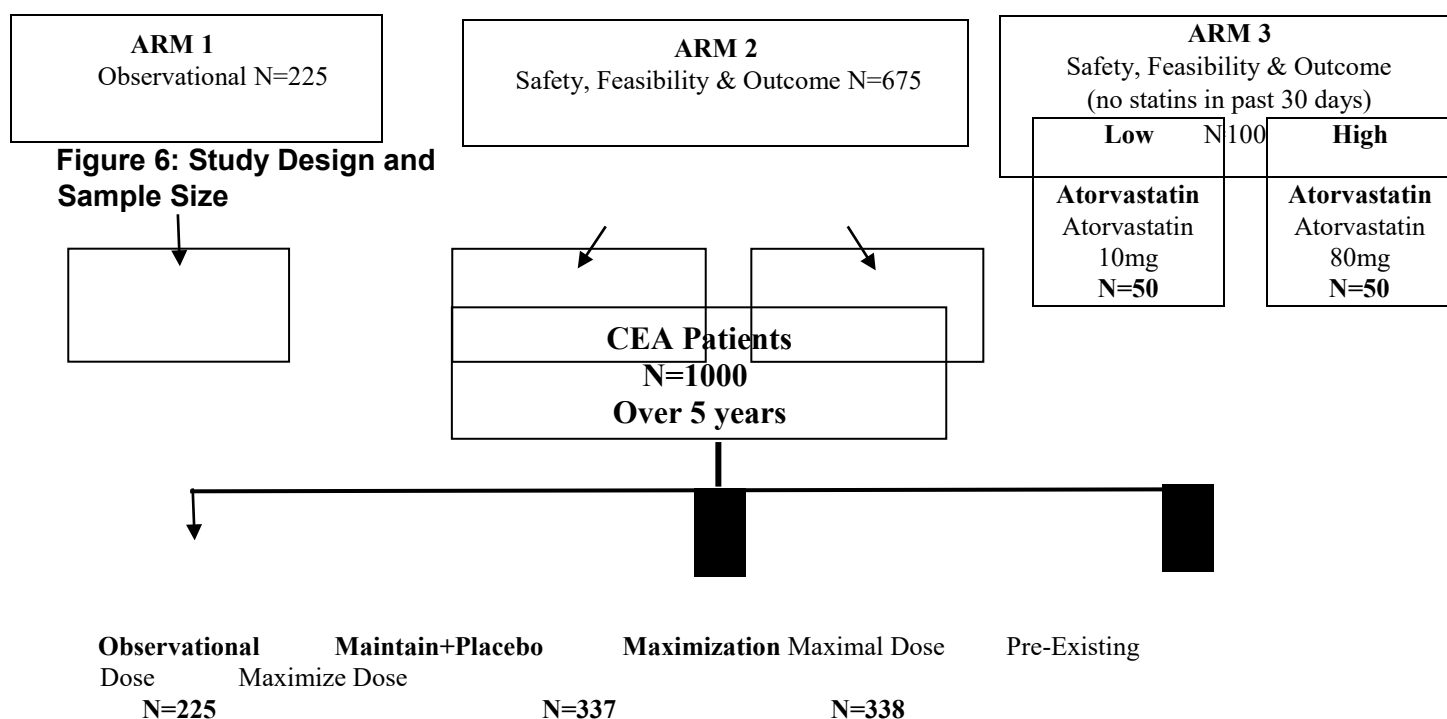 ARM 1
Observational N=225
ARM 2
Safety, Feasibility & Outcome N=675
ARM 3
Safety, Feasibility & Outcome
(no statins in past 30 days)
N=100
Low
High
Figure 6: Study Design and
Sample Size
Atorvastatin
Atorvastatin
10mg
N=50
Atorvastatin
Atorvastatin
80mg
N=50
CEA Patients
N=1000
Over 5 years
Observational Maintain+Placebo Maximization Maximal Dose Pre-Existing
Dose Maximize Dose
N=225 N=337 N=338